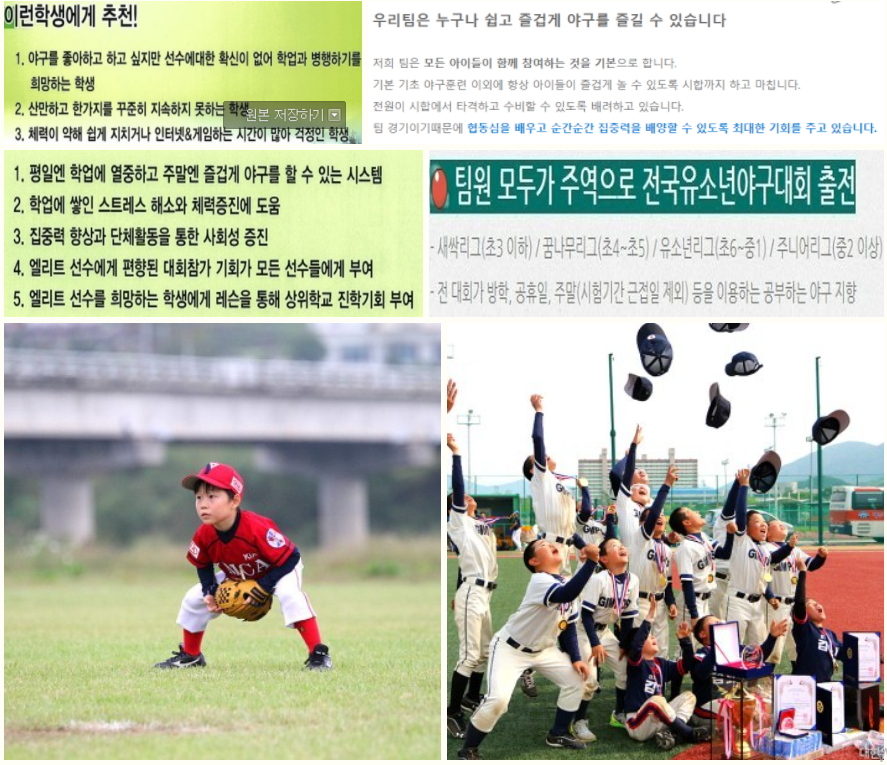 이런학생에게 추천!
1. 야구를 좋아하고 하고 싶지만 선수에대한 확신이 없어 학업과 병행하기를
희망하는 학생
2. 산만하고 한가지를 꾸준히 지속하지 못하는 학생
원본 저장하기
3. 체력이 약해 쉽게 지치거나 인터넷&게임하는 시간이 많아 걱정인 학생
우리팀은 누구나 쉽고 즐겁게 야구를 즐길 수 있습니다
저희 팀은 모든 아이들이 함께 참여하는 것을 기본으로 합니다.
기본 기초 야구훈련 이외에 항상 아이들이 즐겁게 놀 수 있도록 시합까지 하고 마칩니다.
전원이 시합에서 타격하고 수비할 수 있도록 배려하고 있습니다.
팀 경기이기때문에 협동심을 배우고 순간순간 집중력을 배양할 수 있도록 최대한 기회를 주고 있습니다.
1. 평일엔 학업에 열중하고 주말엔 즐겁게 야구를 할 수 있는 시스템
2. 학업에 쌓인 스트레스 해소와 체력증진에 도움
3. 집중력 향상과 단체활동을 통한 사회성 증진
4. 엘리트 선수에게 편향된 대회참가 기회가 모든 선수들에게 부여
5. 엘리트 선수를 희망하는 학생에게 레슨을 통해 상위학교 진학기회 부여
팀원 모두가 주역으로 전국유소년야구대회 출전
- 새싹리그(초3 이하) / 꿈나무리그(초4~초5) / 유소년리그(초6~중1) / 주니어리그(중2 이상)
- 전 대회가 방학, 공휴일, 주말(시험기간 근접일 제외) 등을 이용하는 공부하는 야구 지향
GIMPO